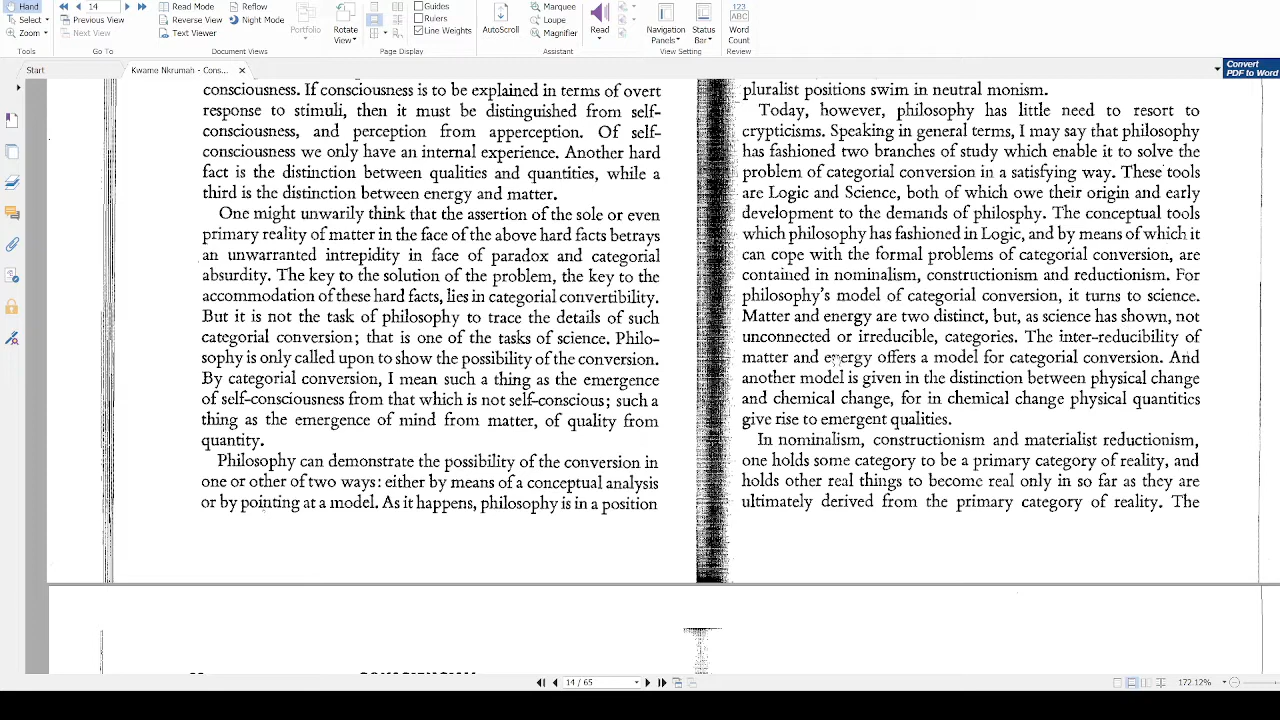 Hand
Select
Zoom
Tools
14
Previous View
Next View
Go To
Read Mode
Reverse View
Text Viewer
Reflow
Night Mode
Document Views
Portfolio
Rotate
View
Guides
Rulers
Line Weights
Page Display
AutoScroll
Marquee
Loupe
Magnifier
Assistant
Read
Navigation
Panels
Status
Bar
View Setting
123
ABC
Word
Count
Review
Start
Kwame Nkrumah - Cons...
Convert
PDF to Word
consciousness. If consciousness is to be explained in terms of overt
response to stimuli, then it must be distinguished from self-
consciousness, and perception from apperception. Of self-
consciousness we only have an internal experience. Another hard
fact is the distinction between qualities and quantities, while a
third is the distinction between energy and matter.
One might unwarily think that the assertion of the sole or even
primary reality of matter in the face of the above hard facts betrays
an unwarranted intrepidity in face of paradox and categorial
absurdity. The key to the solution of the problem, the key to the
accommodation of these hard facts, lies in categorial convertibility.
But it is not the task of philosophy to trace the details of such
categorial conversion; that is one of the tasks of science. Philo-
sophy is only called upon to show the possibility of the conversion.
By categorial conversion, I mean such a thing as the emergence
of self-consciousness from that which is not self-conscious; such a
thing as the emergence of mind from matter, of quality from
quantity.
Philosophy can demonstrate the possibility of the conversion in
one or other of two ways: either by means of a conceptual analysis
or by pointing at a model. As it happens, philosophy is in a position
pluralist positions swim in neutral monism.
Today, however, philosophy has little need to resort to
crypticisms. Speaking in general terms, I may say that philosophy
has fashioned two branches of study which enable it to solve the
problem of categorial conversion in a satisfying way. These tools
are Logic and Science, both of which owe their origin and early
development to the demands of philosphy. The conceptual tools
which philosophy has fashioned in Logic, and by means of which it
can cope with the formal problems of categorial conversion, are
contained in nominalism, constructionism and reductionism. For
philosophy's model of categorial conversion, it turns to science.
Matter and energy are two distinct, but, as science has shown, not
unconnected or irreducible, categories. The inter-reducibility of
matter and energy offers a model for categorial conversion. And
another model is given in the distinction between physical change
and chemical change, for in chemical change physical quantities
give rise to emergent qualities.
In nominalism, constructionism and materialist reductionism,
one holds some category to be a primary category of reality, and
holds other real things to become real only in so far as they are
ultimately derived from the primary category of reality. The
14 / 65
172.12%